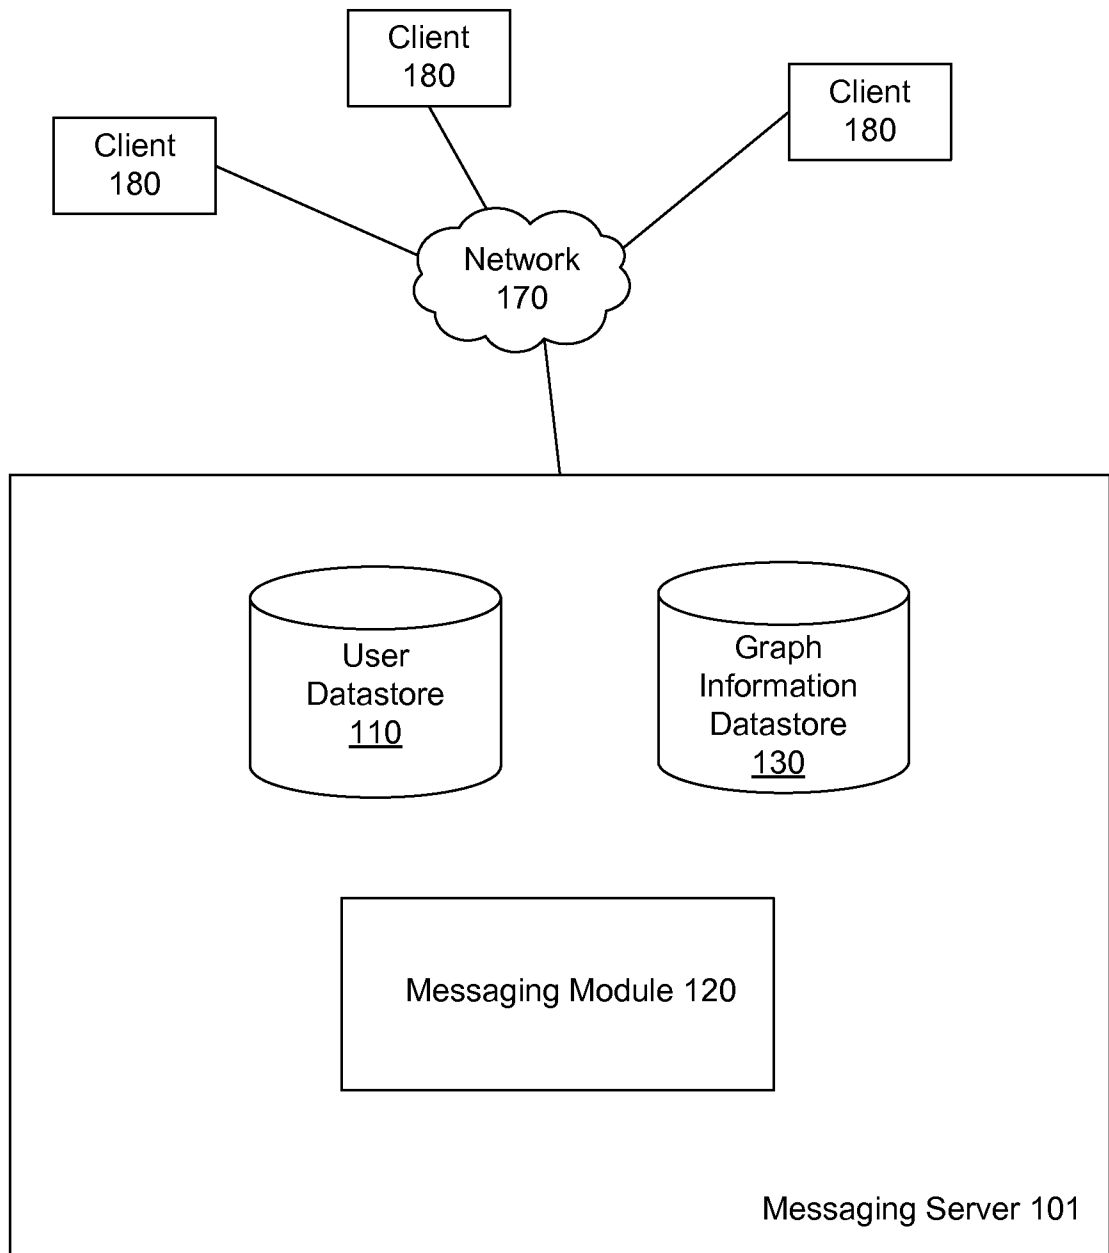 Client
180
Client
180
Client
180
Network
170
User
Datastore
110
Graph
Information
Datastore
130
Messaging Module 120
Messaging Server 101